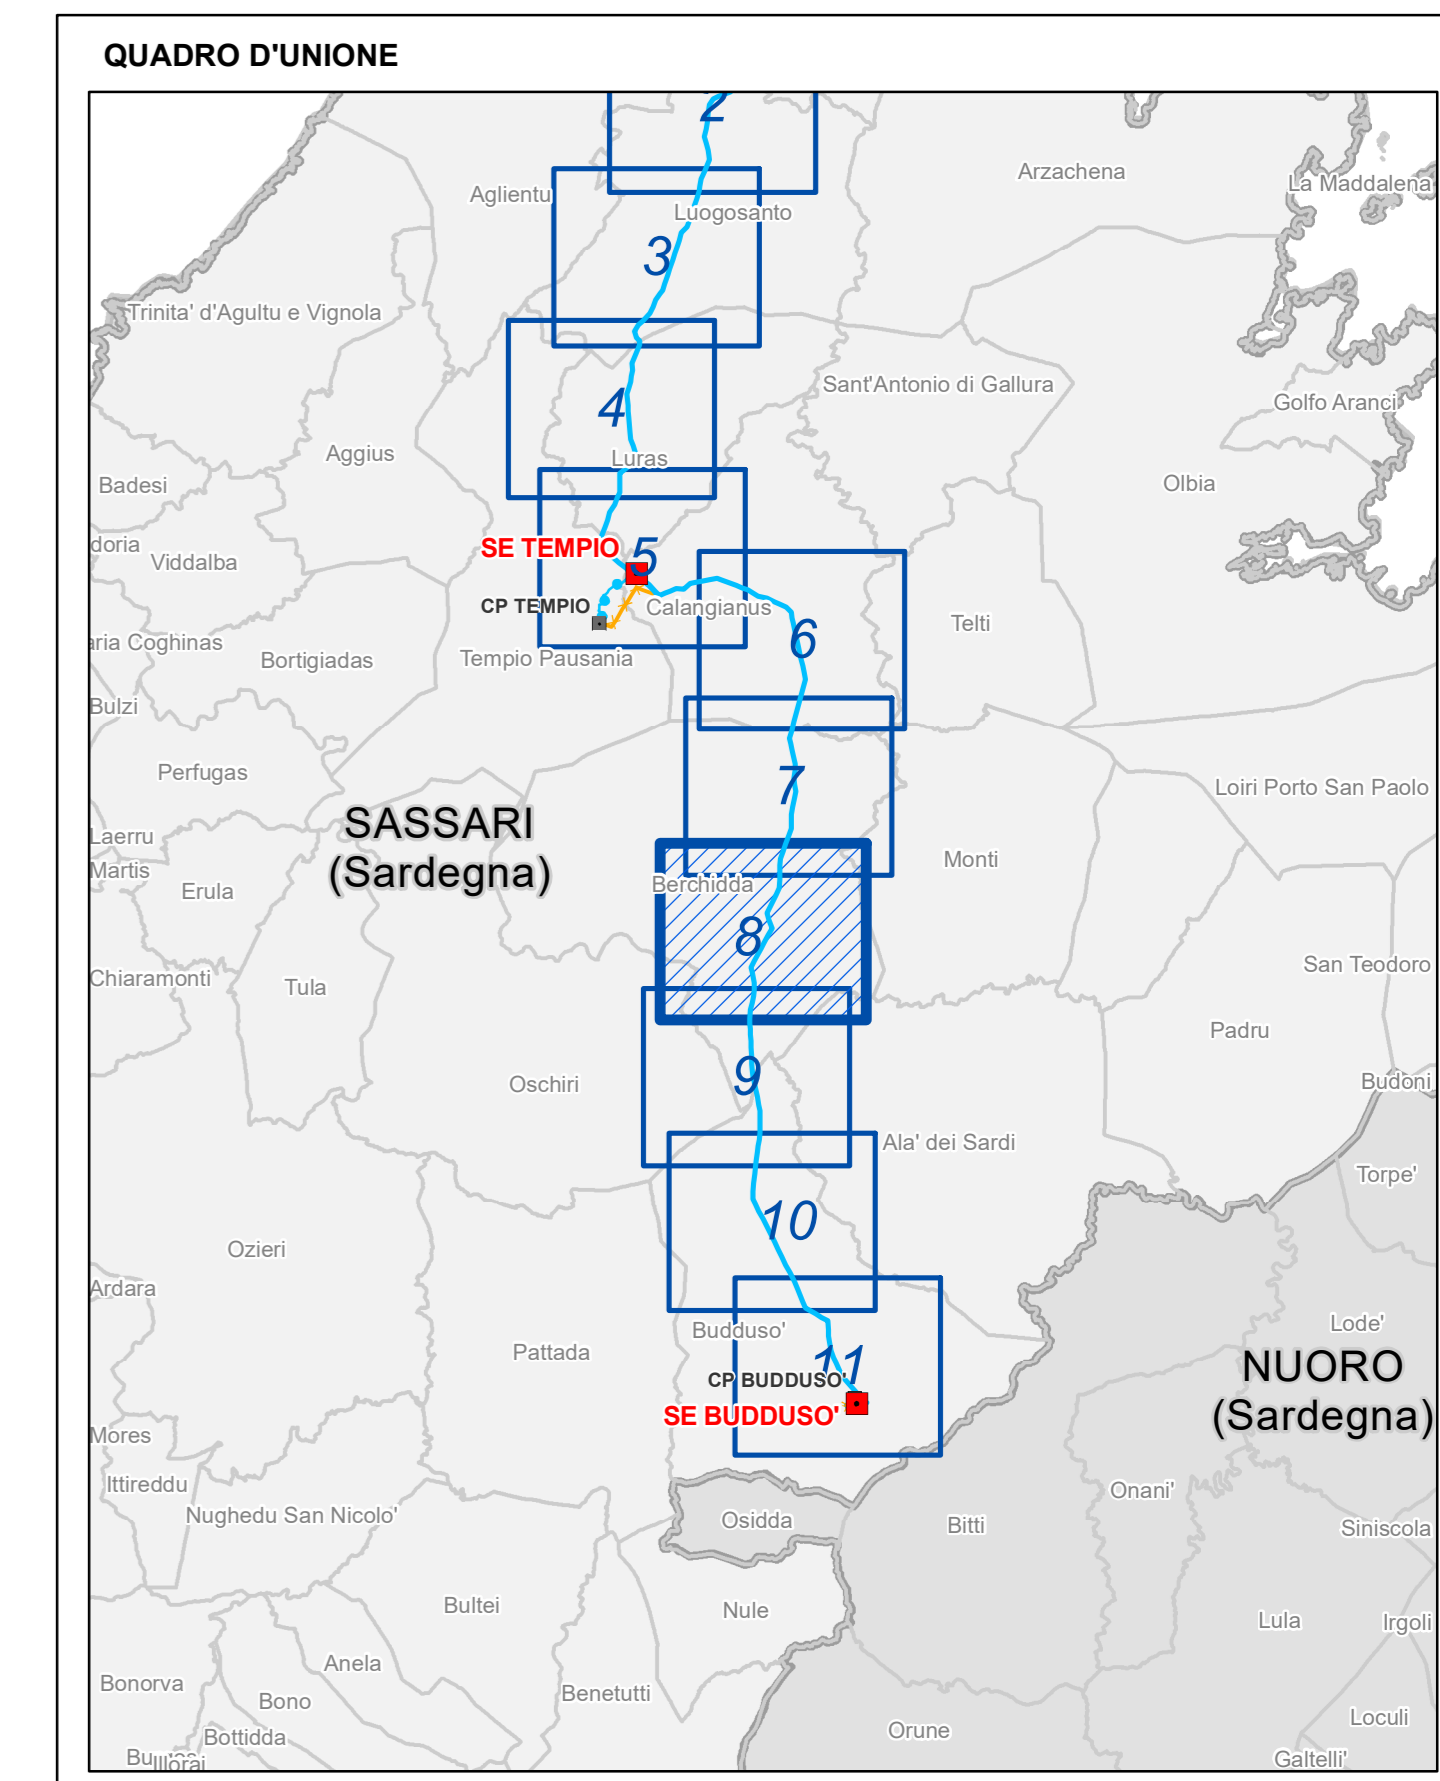 QUADRO D'UNIONE
2
Arzachena
La Maddalena
Aglientu
Luogosanto
3
Trinita' d'Agultu e Vignola
Sant'Antonio di Gallura
Golfo Aranci
4
Aggius
Luras
Badesi
Olbia
doria
Viddalba
SE TEMPIO
5
CP TEMPIO
Calangianus
Telti
6
aria Coghinas
Bortigiadas
Tempio Pausania
Bulzi
Perfugas
7
Loiri Porto San Paolo
SASSARI
(Sardegna)
Laerru
Martis
Erula
Berchidda
Monti
8
Chiaramonti
Tula
San Teodoro
Padru
Oschiri
9
Budoni
Ala' dei Sardi
Torpe'
10
Ozieri
Ardara
Budduso'
Lode'
Pattada
11
CP BUDDUSO'
SE BUDDUSO'
NUORO
(Sardegna)
Mores
Ittireddu
Nughedu San Nicolo'
Onani'
Osidda
Bitti
Siniscola
Bultei
Nule
Lula
Irgoli
Anela
Bonorva
Bono
Benetutti
Bottidda
Orune
Loculi
Illorai
Galtelli'